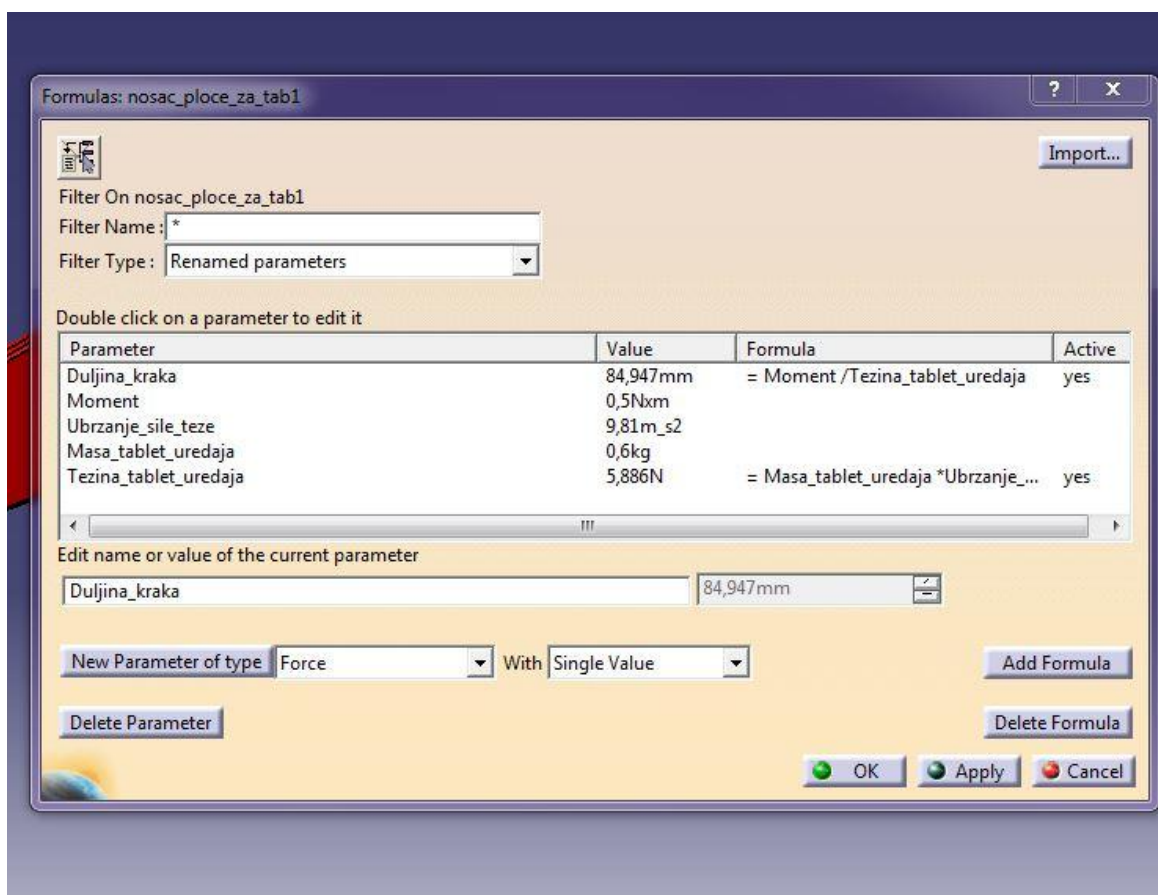 Formulas: nosac_ploce_za_tab1
? X
Import...
Filter On nosac_ploce_za_tab1
Filter Name : *
Filter Type : Renamed parameters
Double click on a parameter to edit it
Parameter Value Formula Active
Duljina_kraka 84,947mm = Moment /Tezina_tablet_uredaja yes
Moment 0,5Nxm
Ubrzanje_sile_teze 9,81m_s2
Masa_tablet_uredaja 0,6kg
Tezina_tablet_uredaja 5,886N = Masa_tablet_uredaja *Ubrzanje_... yes
Edit name or value of the current parameter
Duljina_kraka 84,947mm
New Parameter of type Force With Single Value Add Formula
Delete Parameter Delete Formula
OK Apply Cancel